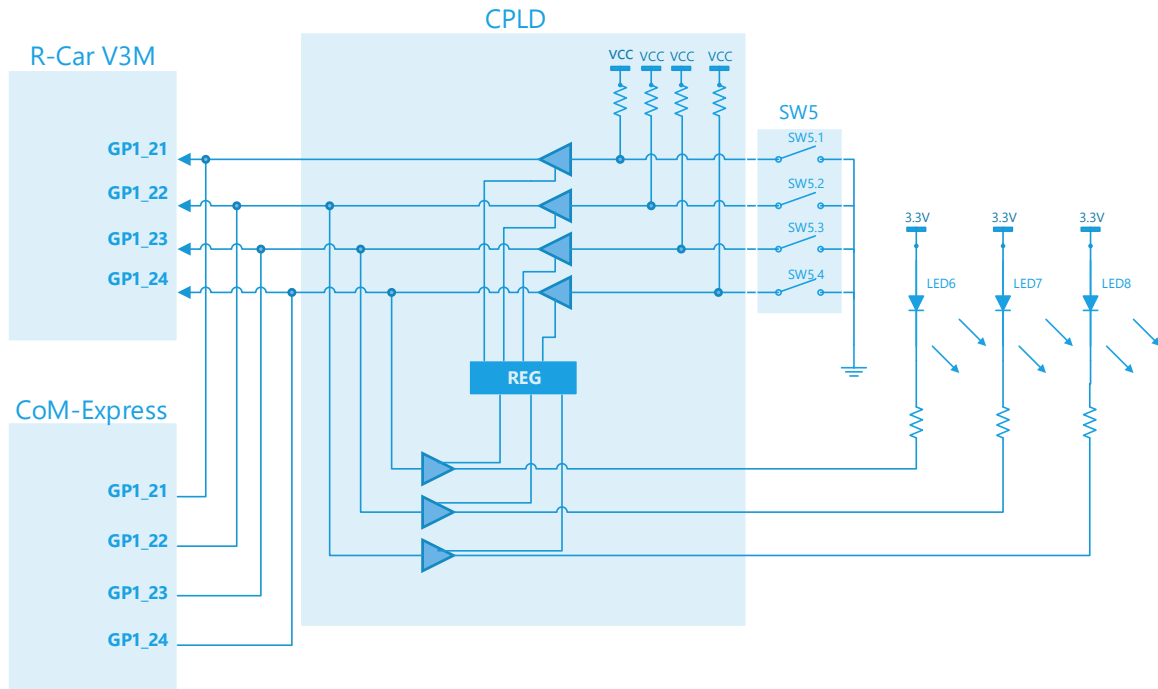 CPLD
R-Car V3M
VCC VCC VCC VCC
SW5
GP1_21
SW5.1
GP1_22
SW5.2
GP1_23
SW5.3
GP1_24
SW5.4
3.3V 3.3V 3.3V
LED6 LED7 LED8
REG
CoM-Express
GP1_21
GP1_22
GP1_23
GP1_24